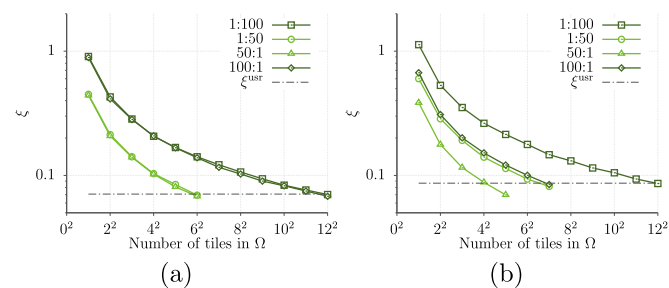 1:100
1:50
50:1
100:1
ξ^usr
1
0.1
ξ
0² 2² 4² 6² 8² 10² 12²
Number of tiles in Ω
(a)
1:100
1:50
50:1
100:1
ξ^usr
1
0.1
ξ
0² 2² 4² 6² 8² 10² 12²
Number of tiles in Ω
(b)